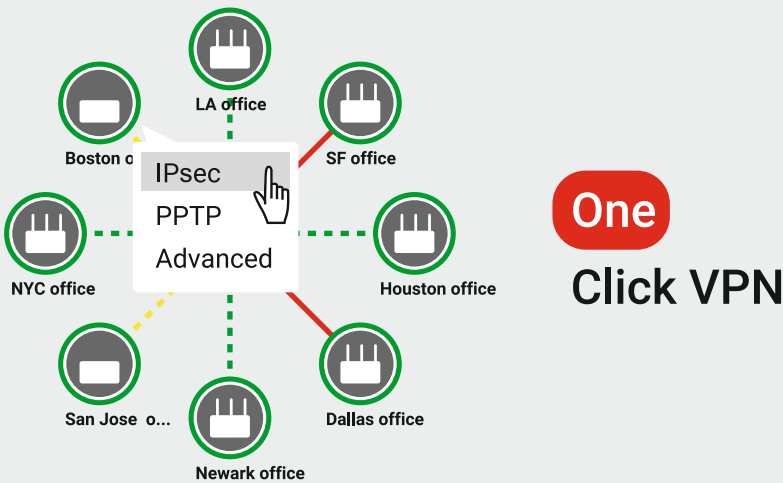 LA office
Boston o
SF office
IPsec
PPTP
Advanced
NYC office
Houston office
San Jose o...
Dallas office
Newark office
One
Click VPN